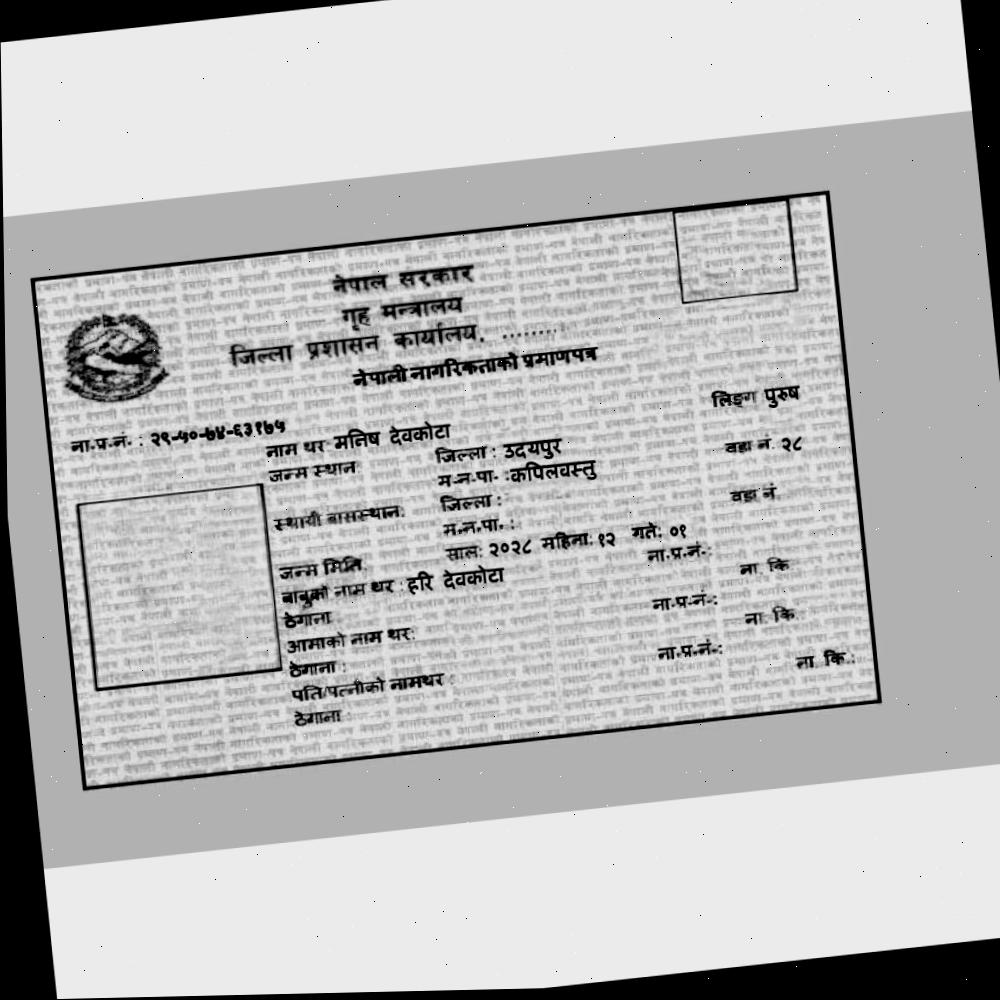 नेपाल सरकार
गृह मन्त्रालय
जिल्ला प्रशासन कार्यालय, ........
नेपाली नागरिकताको प्रमाणपत्र
ना.प्र.नं. : २९-५०-७४-६३१७५ लिङ्ग पुरुष
नाम थर मतिष देवकोटा
जन्म स्थान: जिल्ला : उदयपुर वडा नं. २८
म.न.पा. :कपिलवस्तु
स्थायी बासस्थान: जिल्ला : वडा नं
म.न.पा. :
जन्म मिति: साल: २०२८ महिना: १२ गते: ०१
बाबुको नाम थर : हरि देवकोटा ना.प्र.नं.:
ठेगाना ना. कि
आमाको नाम थर: ना.प्र.नं.:
ठेगाना : ना. कि.
पति/पत्नीको नामथर : ना.प्र.नं.:
ठेगाना : ना. कि.: